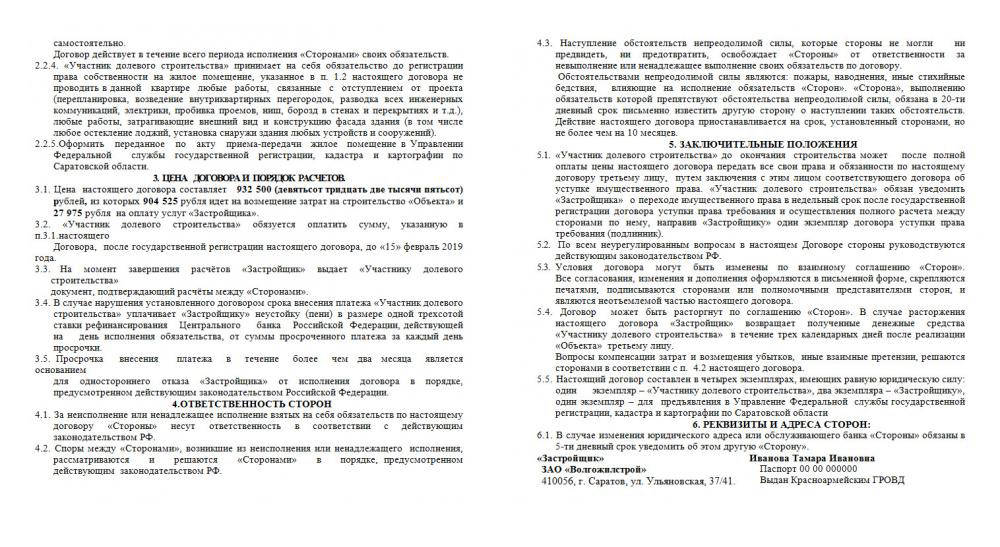 самостоятельно.
Договор действует в течение всего периода исполнения «Сторонами» своих обязательств.
2.2.4. «Участник долевого строительства» принимает на себя обязательство до регистрации
права собственности на жилое помещение, указанное в п. 1.2 настоящего договора не
проводить в данной квартире любые работы, связанные с отступлением от проекта
(перепланировка, возведение внутриквартирных перегородок, разводка всех инженерных
коммуникаций, электрики, пробивка проемов, ниш, борозд в стенах и перекрытиях и т.д.),
любые работы, затрагивающие внешний вид и конструкцию фасада здания (в том числе
любое остекление лоджий, установка снаружи здания любых устройств и сооружений).
2.2.5.Оформить переданное по акту приема-передачи жилое помещение в Управлении
Федеральной службы государственной регистрации, кадастра и картографии по
Саратовской области.
3. ЦЕНА ДОГОВОРА И ПОРЯДОК РАСЧЕТОВ.
3.1. Цена настоящего договора составляет 932 500 (девятьсот тридцать две тысячи пятьсот)
рублей, из которых 904 525 рубля идет на возмещение затрат на строительство «Объекта» и
27 975 рубля на оплату услуг «Застройщика».
3.2. «Участник долевого строительства» обязуется оплатить сумму, указанную в
п.3.1.настоящего
Договора, после государственной регистрации настоящего договора, до «15» февраль 2019
года.
3.3. На момент завершения расчётов «Застройщик» выдает «Участнику долевого
строительства»
документ, подтверждающий расчёты между «Сторонами».
3.4. В случае нарушения установленного договором срока внесения платежа «Участник долевого
строительства» уплачивает «Застройщику» неустойку (пени) в размере одной трехсотой
ставки рефинансирования Центрального банка Российской Федерации, действующей
на день исполнения обязательства, от суммы просроченного платежа за каждый день
просрочки.
3.5. Просрочка внесения платежа в течение более чем два месяца является
основанием
для одностороннего отказа «Застройщика» от исполнения договора в порядке,
предусмотренном действующим законодательством Российской Федерации.
4.ОТВЕТСТВЕННОСТЬ СТОРОН
4.1. За неисполнение или ненадлежащее исполнение взятых на себя обязательств по настоящему
договору «Стороны» несут ответственность в соответствии с действующим
законодательством РФ.
4.2. Споры между «Сторонами», возникшие из неисполнения или ненадлежащего исполнения,
рассматриваются и решаются «Сторонами» в порядке, предусмотренном
действующим законодательством РФ.
4.3. Наступление обстоятельств непреодолимой силы, которые стороны не могли ни
предвидеть, ни предотвратить, освобождает «Стороны» от ответственности за
невыполнение или ненадлежащее выполнение своих обязательств по договору.
Обстоятельствами непреодолимой силы являются: пожары, наводнения, иные стихийные
бедствия, влияющие на исполнение обязательств «Сторон». «Сторона», выполнению
обязательств которой препятствуют обстоятельства непреодолимой силы, обязана в 20-ти
дневный срок письменно известить другую сторону о наступлении таких обстоятельств.
Действие настоящего договора приостанавливается на срок, установленный сторонами, но
не более чем на 10 месяцев.
5. ЗАКЛЮЧИТЕЛЬНЫЕ ПОЛОЖЕНИЯ
5.1. «Участник долевого строительства» до окончания строительства может после полной
оплаты цены настоящего договора передать все свои права и обязанности по настоящему
договору третьему лицу, путем заключения с этим лицом соответствующего договора об
уступке имущественного права. «Участник долевого строительства» обязан уведомить
«Застройщика» о переходе имущественного права в недельный срок после государственной
регистрации договора уступки права требования и осуществления полного расчета между
сторонами по нему, направив «Застройщику» один экземпляр договора уступки права
требования (подлинник).
5.2. По всем неурегулированным вопросам в настоящем Договоре стороны руководствуются
действующим законодательством РФ.
5.3. Условия договора могут быть изменены по взаимному соглашению «Сторон».
Все согласования, изменения и дополнения оформляются в письменной форме, скрепляется
печатями, подписываются сторонами или полномочными представителями сторон, и
являются неотъемлемой частью настоящего договора.
5.4. Договор может быть расторгнут по соглашению «Сторон». В случае расторжения
настоящего договора «Застройщик» возвращает полученные денежные средства
«Участнику долевого строительства» в течение трех календарных дней после реализации
«Объекта» третьему лицу.
Вопросы компенсации затрат и возмещения убытков, иные взаимные претензии, решаются
сторонами в соответствии с п. 4.2 настоящего договора.
5.5. Настоящий договор составлен в четырех экземплярах, имеющих равную юридическую силу:
один экземпляр – «Участнику долевого строительства», два экземпляра – «Застройщику»,
один экземпляр – для предъявления в Управление Федеральной службы государственной
регистрации, кадастра и картографии по Саратовской области
6. РЕКВИЗИТЫ И АДРЕСА СТОРОН:
6.1. В случае изменения юридического адреса или обслуживающего банка «Стороны» обязаны в
5-ти дневный срок уведомить об этом другую «Сторону».
«Застройщик» Иванова Тамара Ивановна
ЗАО «Волгожилстрой» Паспорт 00 00 000000
410056, г. Саратов, ул. Ульяновская, 37/41. Выдан Красноармейским ГРОВД